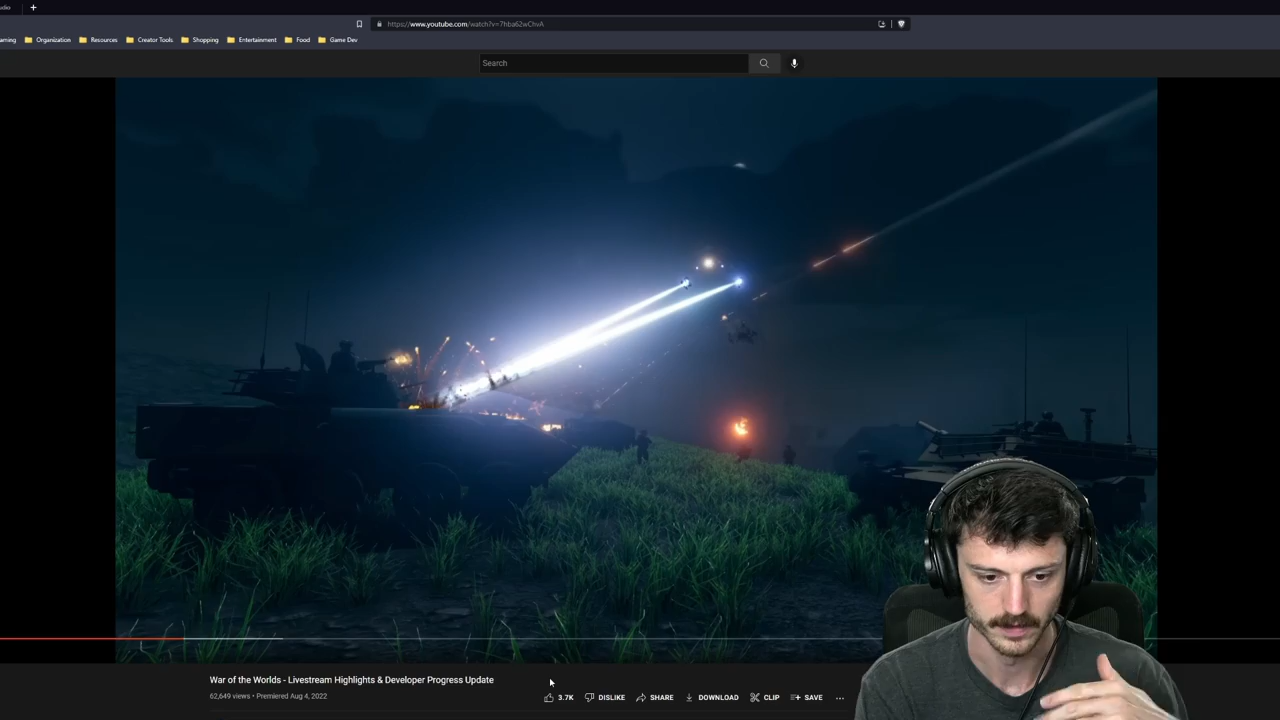 https://www.youtube.com/watch?v=7hba62wChvA
Organization Resources Creator Tools Shopping Entertainment Food Game Dev
Search
War of the Worlds - Livestream Highlights & Developer Progress Update
62,649 views • Premiered Aug 4, 2022
3.7K DISLIKE SHARE DOWNLOAD CLIP SAVE